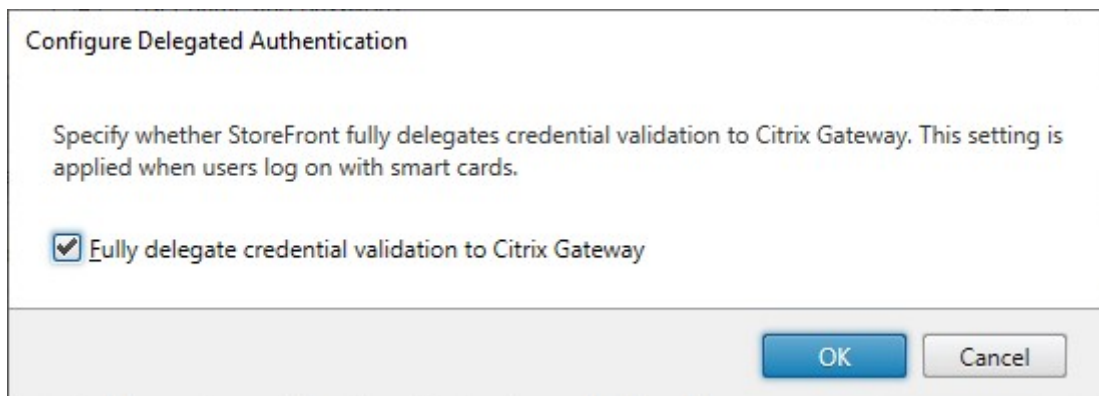 Configure Delegated Authentication
Specify whether StoreFront fully delegates credential validation to Citrix Gateway. This setting is
applied when users log on with smart cards.
Fully delegate credential validation to Citrix Gateway
OK
Cancel